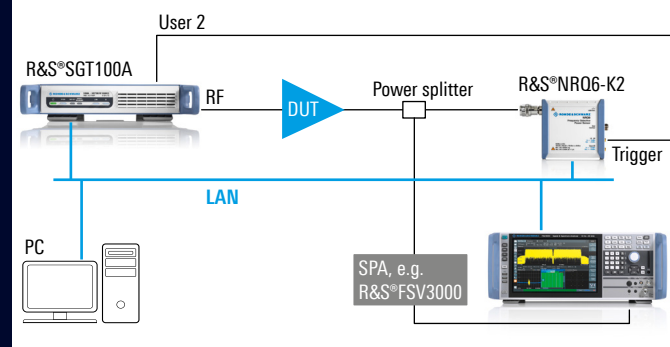 User 2
R&S®SGT100A
RF
DUT
Power splitter
R&S®NRQ6-K2
Trigger
LAN
PC
SPA, e.g.
R&S®FSV3000